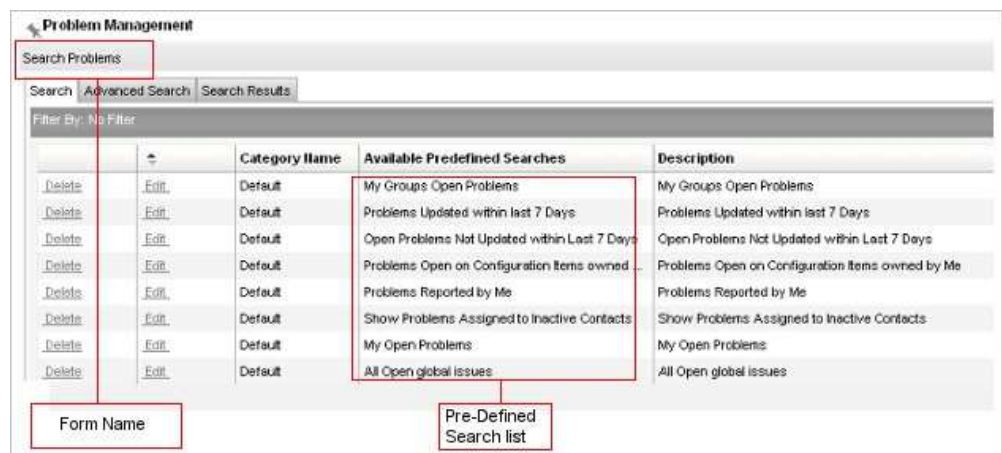 Problem Management
Search Problems
Search Advanced Search Search Results
Filter By: No Filter
Category Name Available Predefined Searches Description
Delete Edit Default My Groups Open Problems My Groups Open Problems
Delete Edit Default Problems Updated within last 7 Days Problems Updated within last 7 Days
Delete Edit Default Open Problems Not Updated within Last 7 Days Open Problems Not Updated within Last 7 Days
Delete Edit Default Problems Open on Configuration Items owned ... Problems Open on Configuration Items owned by Me
Delete Edit Default Problems Reported by Me Problems Reported by Me
Delete Edit Default Show Problems Assigned to Inactive Contacts Show Problems Assigned to Inactive Contacts
Delete Edit Default My Open Problems My Open Problems
Delete Edit Default All Open global issues All Open global issues
Form Name
Pre-Defined
Search list